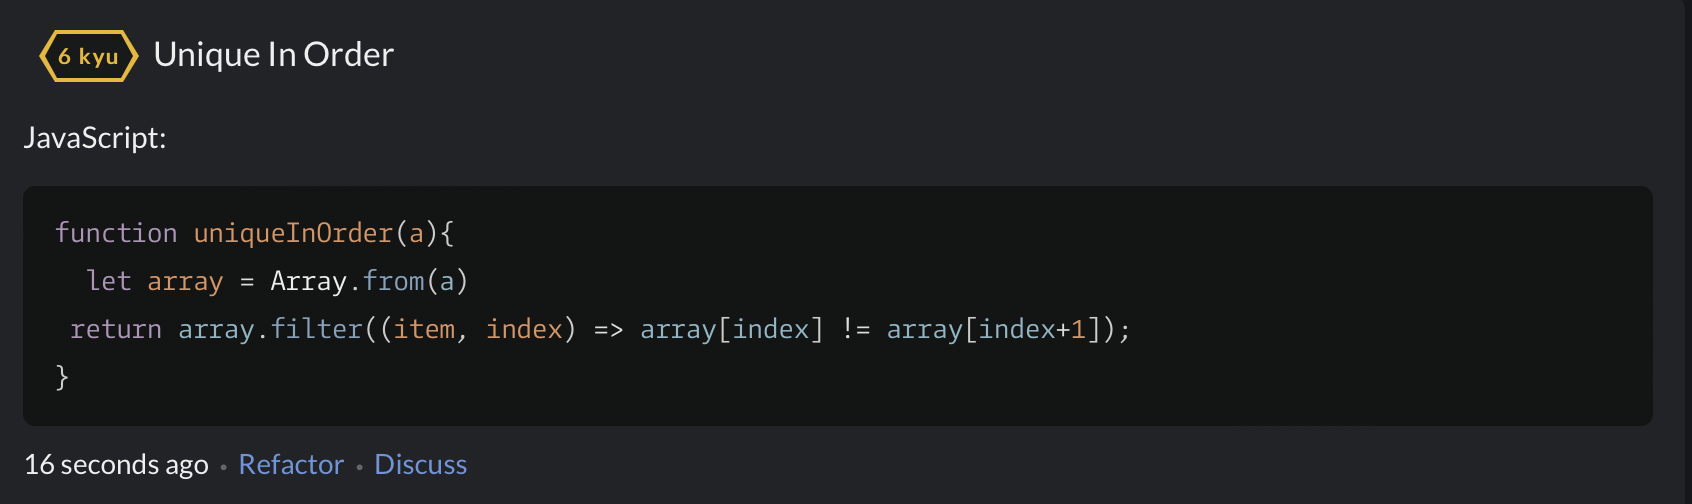 6 kyu Unique In Order
JavaScript:
function uniqueInOrder(a){
  let array = Array.from(a)
 return array.filter((item, index) => array[index] != array[index+1]);
}
16 seconds ago • Refactor • Discuss